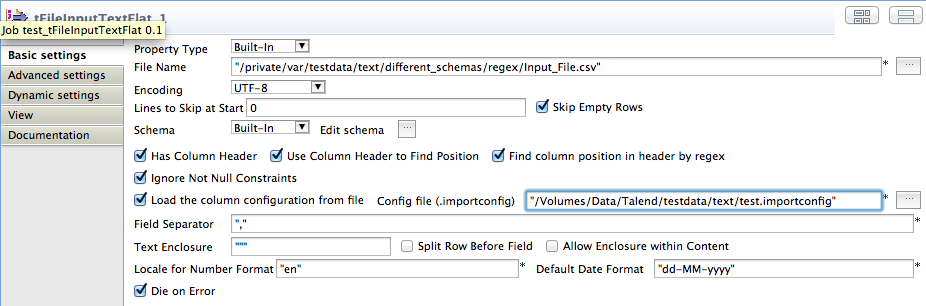 tFileInputTextFlat_1
Job test_tFileInputTextFlat 0.1
Basic settings
Advanced settings
Dynamic settings
View
Documentation
Property Type Built-In
File Name "/private/var/testdata/text/different_schemas/regex/Input_File.csv" * ...
Encoding UTF-8
Lines to Skip at Start 0 Skip Empty Rows
Schema Built-In Edit schema ...
Has Column Header Use Column Header to Find Position Find column position in header by regex
Ignore Not Null Constraints
Load the column configuration from file Config file (.importconfig) "/Volumes/Data/Talend/testdata/text/test.importconfig" * ...
Field Separator "," *
Text Enclosure """ Split Row Before Field Allow Enclosure within Content
Locale for Number Format "en" * Default Date Format "dd-MM-yyyy" *
Die on Error